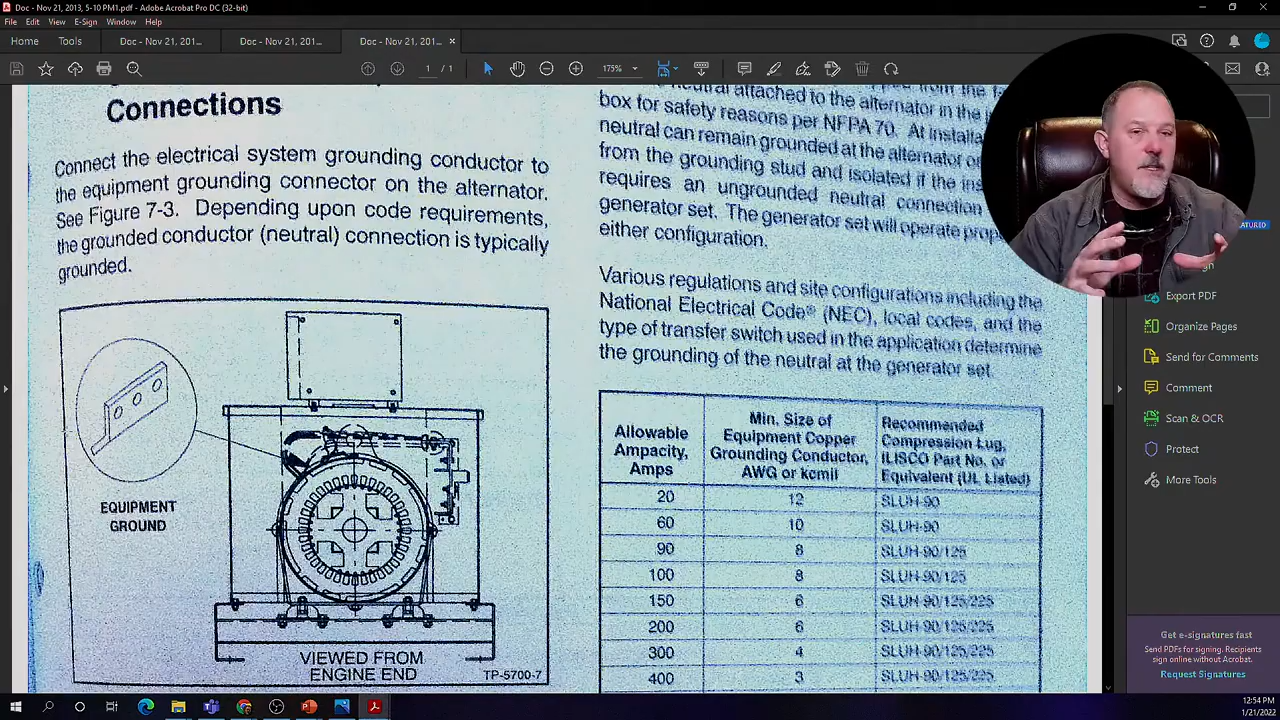 Doc - Nov 21, 2013, 5-10 PM1.pdf - Adobe Acrobat Pro DC (32-bit)
File Edit View E-Sign Window Help
Home Tools Doc - Nov 21, 201... Doc - Nov 21, 201... Doc - Nov 21, 201... ×
1 / 1 175%
Connections
Connect the electrical system grounding conductor to
the equipment grounding connector on the alternator.
See Figure 7-3. Depending upon code requirements,
the grounded conductor (neutral) connection is typically
grounded.
EQUIPMENT
GROUND
VIEWED FROM
ENGINE END
TP-5700-7
neutral attached to the alternator in the
box for safety reasons per NFPA 70. At
neutral can remain grounded at the alternator
from the grounding stud and isolated if the
requires an ungrounded neutral connection
generator set. The generator set will operate
either configuration.
Various regulations and site configurations including the
National Electrical Code® (NEC), local codes, and the
type of transfer switch used in the application determine
the grounding of the neutral at the generator set.
Allowable
Ampacity,
Amps
Min. Size of
Equipment Copper
Grounding Conductor,
AWG or kcmil
Recommended
Compression Lug,
ILISCO Part No. or
Equivalent (UL Listed)
20 12 SLUH-90
60 10 SLUH-90
90 8 SLUH-90/125
100 8 SLUH-90/125
150 6 SLUH-90/125/225
200 6 SLUH-90/125/225
300 4 SLUH-90/125/225
400 3 SLUH-90/125/225
Export PDF
Organize Pages
Send for Comments
Comment
Scan & OCR
Protect
More Tools
Get e-signatures fast
Send PDFs for signing. Recipients
sign online without Acrobat.
Request Signatures
12:54 PM
1/21/2022